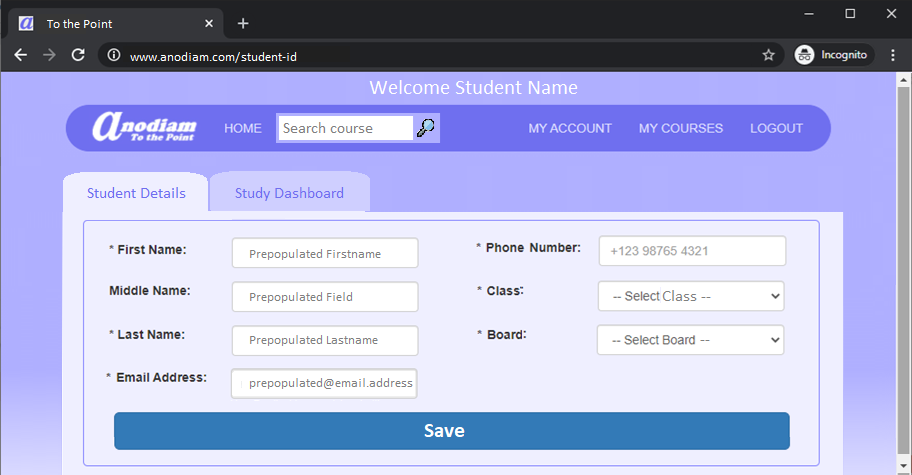 To the Point
www.anodiam.com/student-id
Incognito
Welcome Student Name
anodiam
To the Point
HOME
Search course
MY ACCOUNT
MY COURSES
LOGOUT
Student Details
Study Dashboard
* First Name:
Prepopulated Firstname
* Phone Number:
+123 98765 4321
Middle Name:
Prepopulated Field
* Class:
-- Select Class --
* Last Name:
Prepopulated Lastname
* Board:
-- Select Board --
* Email Address:
prepopulated@email.address
Save